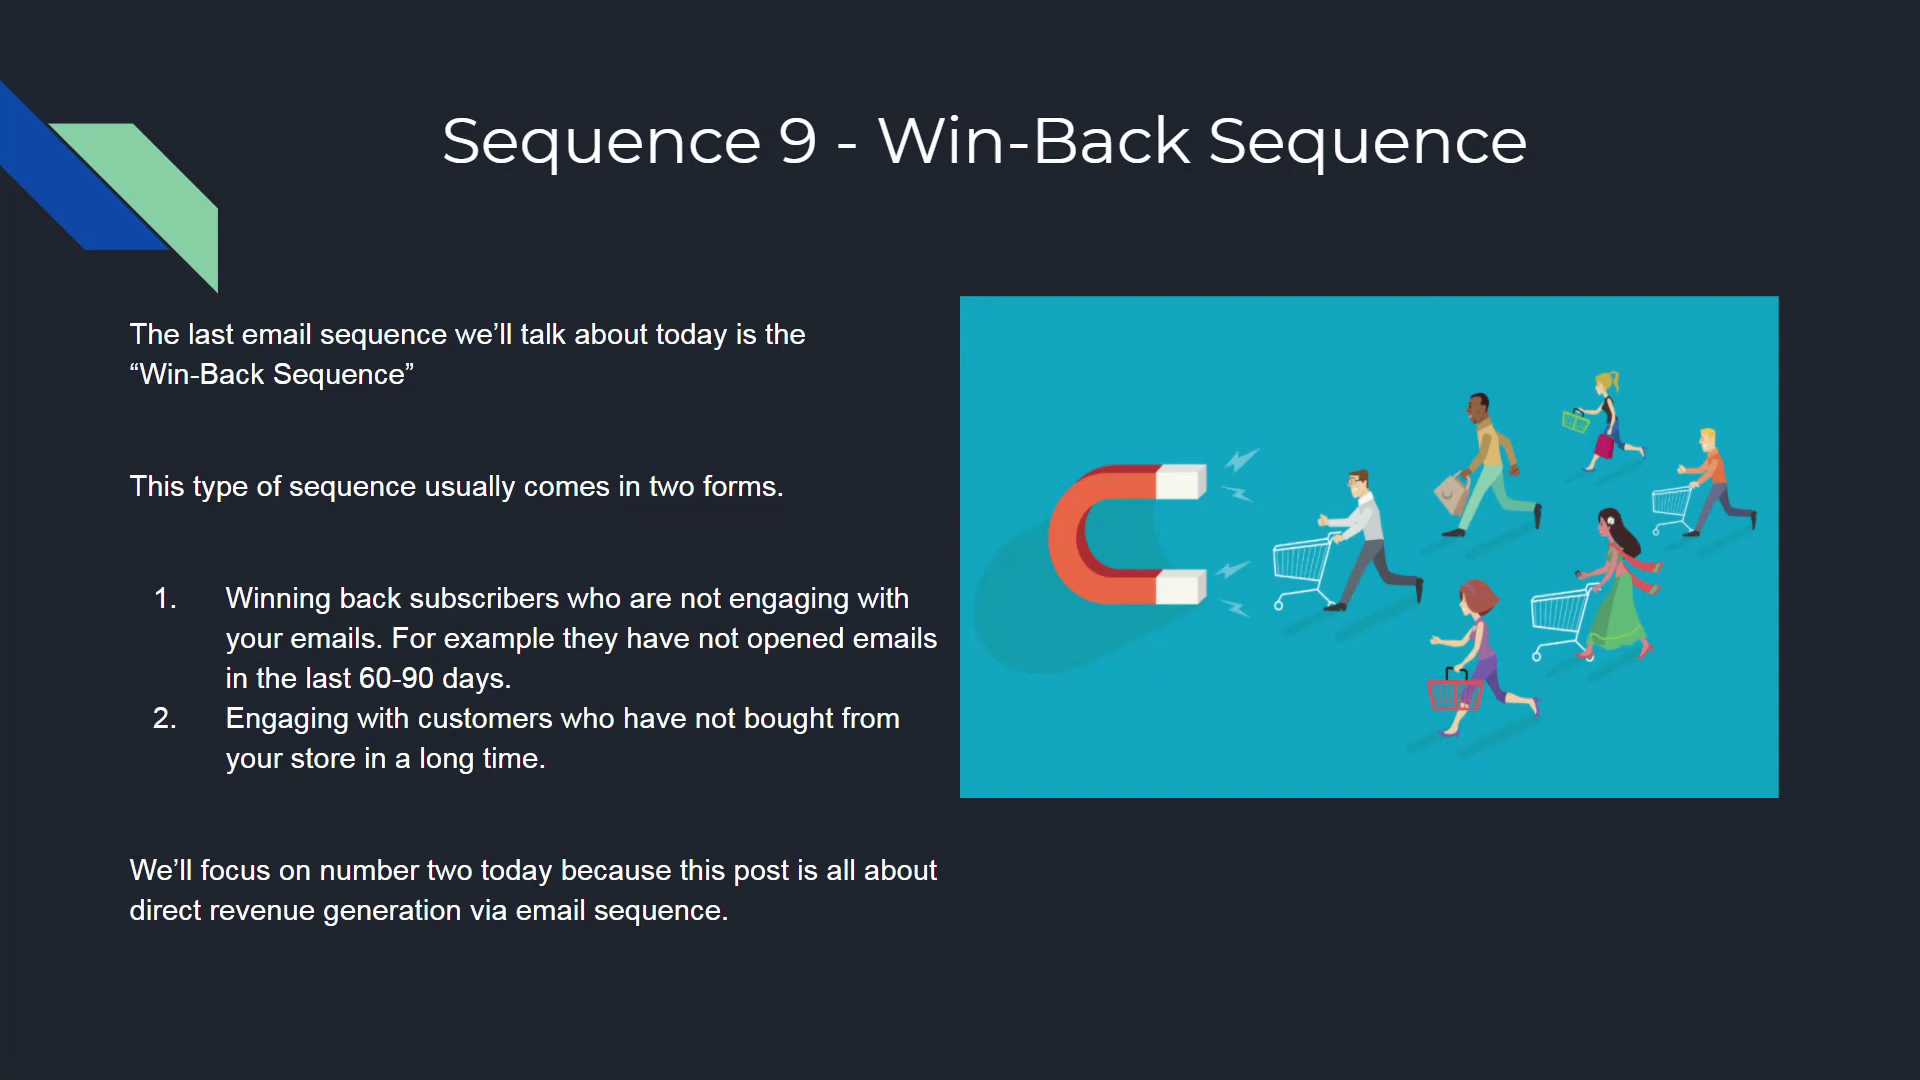 Sequence 9 - Win-Back Sequence
The last email sequence we’ll talk about today is the
“Win-Back Sequence”
This type of sequence usually comes in two forms.
1. Winning back subscribers who are not engaging with
your emails. For example they have not opened emails
in the last 60-90 days.
2. Engaging with customers who have not bought from
your store in a long time.
We’ll focus on number two today because this post is all about
direct revenue generation via email sequence.